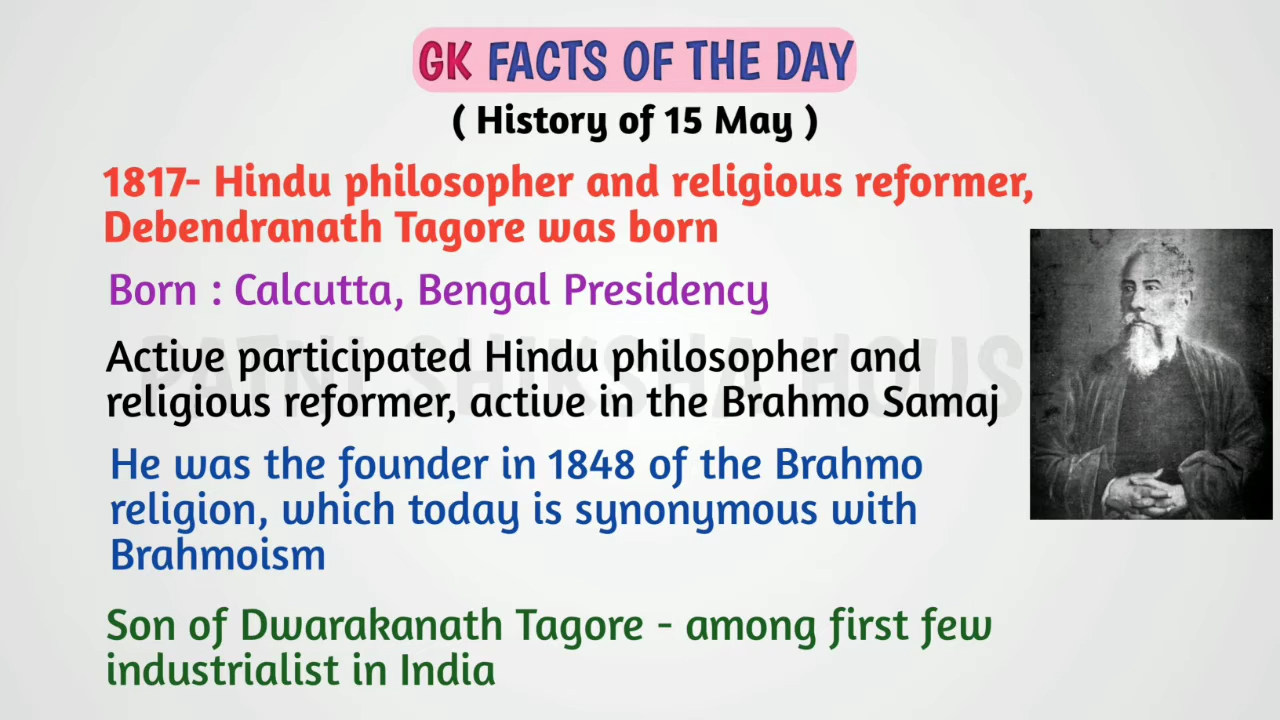 GK FACTS OF THE DAY
( History of 15 May )
1817- Hindu philosopher and religious reformer,
Debendranath Tagore was born
Born : Calcutta, Bengal Presidency
PATNI SHIKSHA HOUS
Active participated Hindu philosopher and
religious reformer, active in the Brahmo Samaj
He was the founder in 1848 of the Brahmo
religion, which today is synonymous with
Brahmoism
Son of Dwarakanath Tagore - among first few
industrialist in India